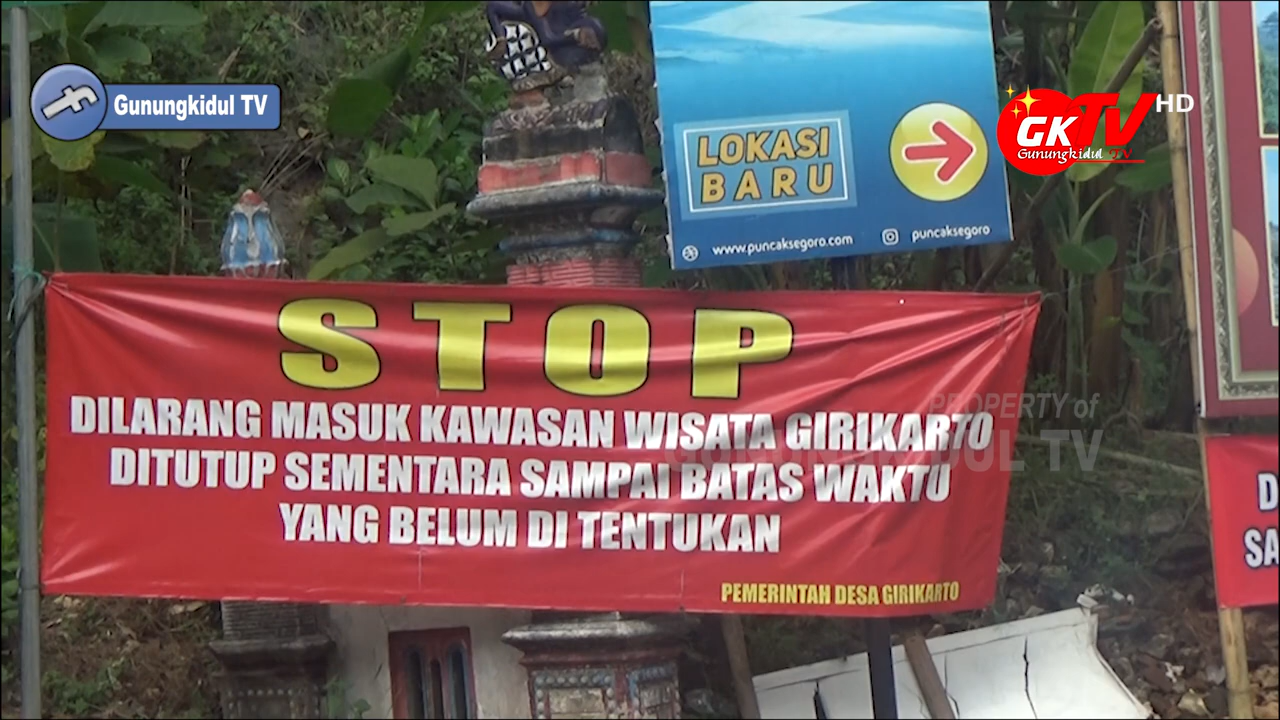 Gunungkidul TV
GKTV HD
Gunungkidul TV
LOKASI
BARU
www.puncaksegoro.com
puncaksegoro
STOP
DILARANG MASUK KAWASAN WISATA GIRIKARTO
DITUTUP SEMENTARA SAMPAI BATAS WAKTU
YANG BELUM DI TENTUKAN
PEMERINTAH DESA GIRIKARTO
PROPERTY of
GUNUNGKIDUL TV
D
SA